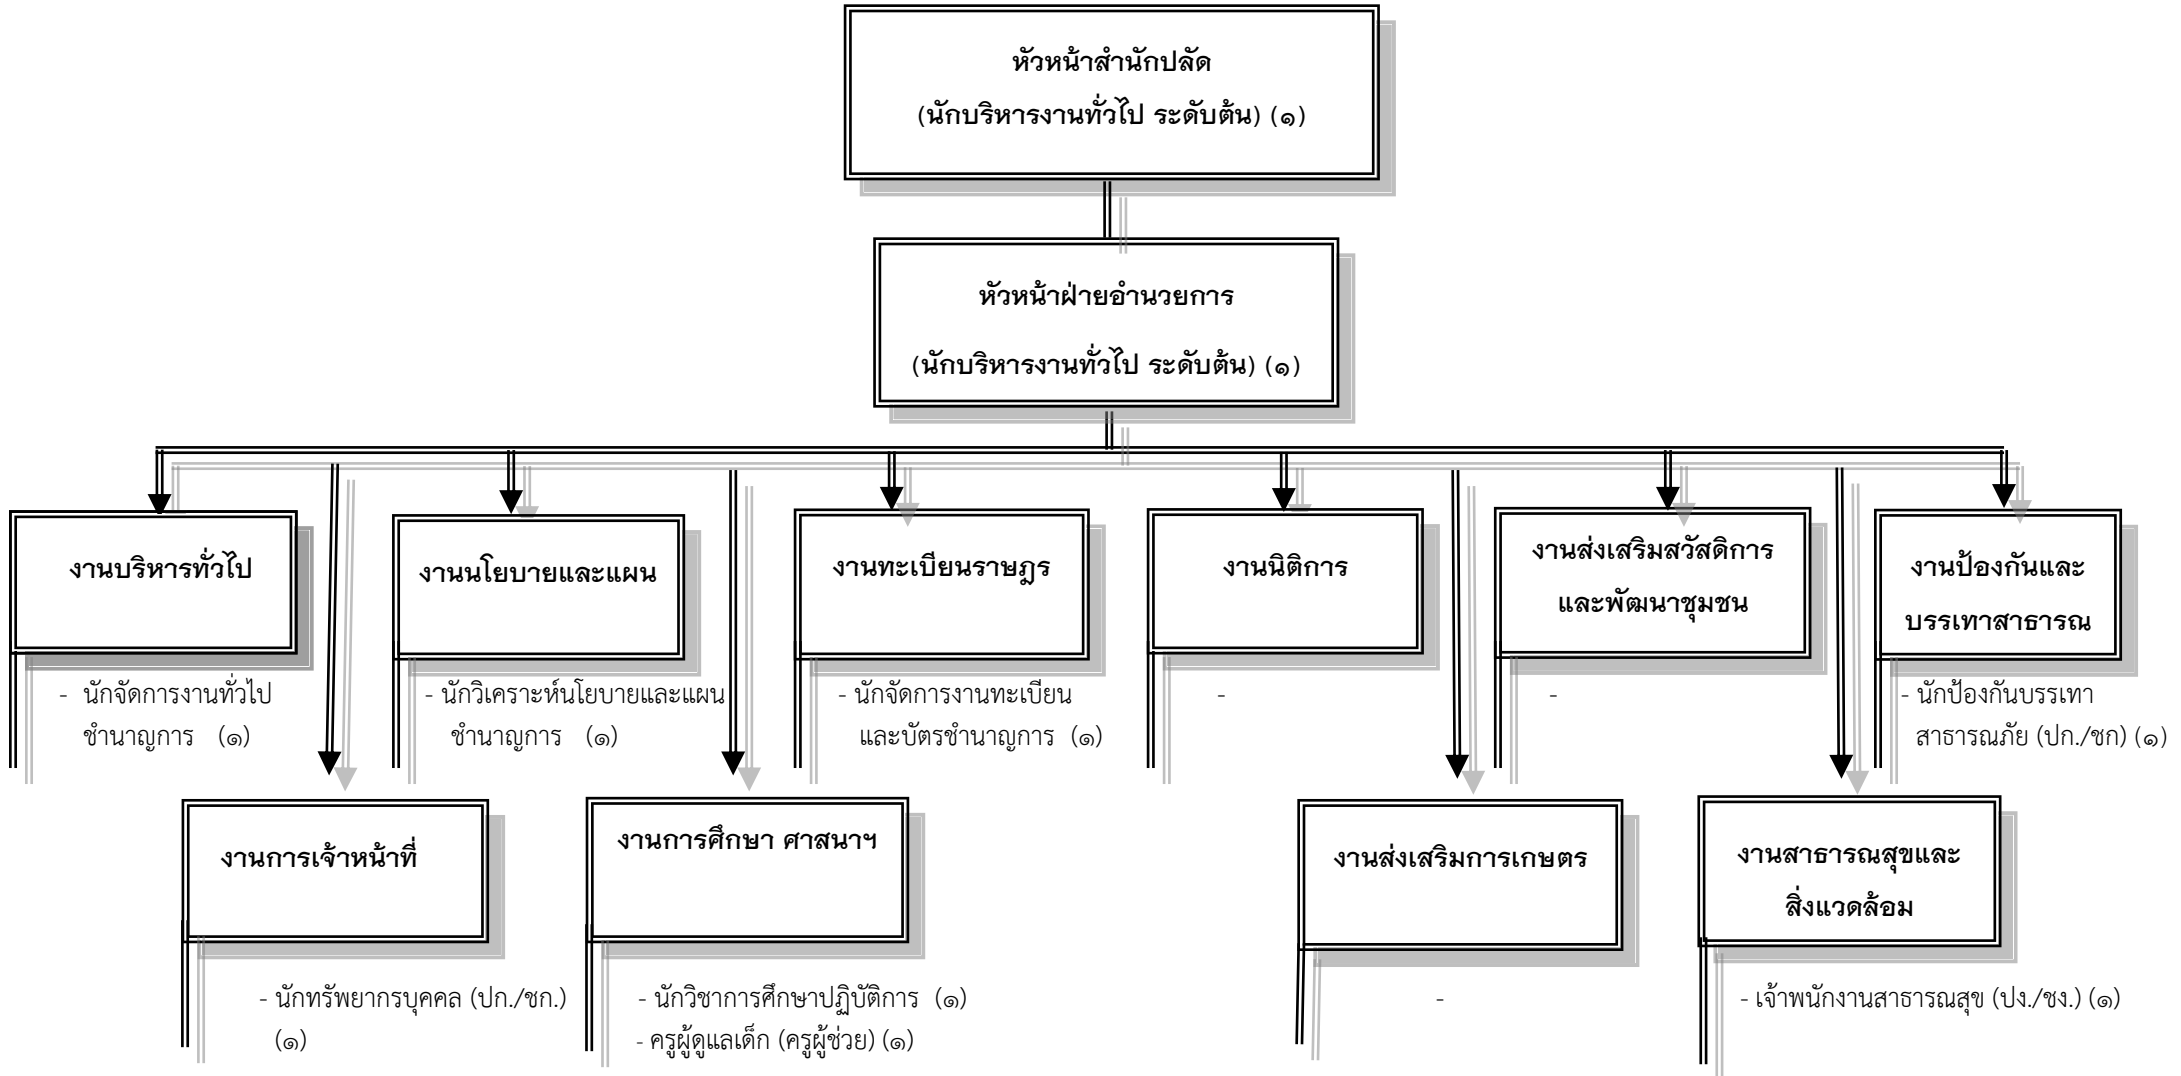 หัวหน้าสำนักปลัด
(นักบริหารงานทั่วไป ระดับต้น) (๑)
หัวหน้าฝ่ายอำนวยการ
(นักบริหารงานทั่วไป ระดับต้น) (๑)
งานบริหารทั่วไป
- นักจัดการงานทั่วไป
ชำนาญการ (๑)
งานนโยบายและแผน
- นักวิเคราะห์นโยบายและแผน
ชำนาญการ (๑)
งานทะเบียนราษฎร
- นักจัดการงานทะเบียน
และบัตรชำนาญการ (๑)
งานนิติการ
-
งานส่งเสริมสวัสดิการ
และพัฒนาชุมชน
-
งานป้องกันและ
บรรเทาสาธารณ
- นักป้องกันบรรเทา
สาธารณภัย (ปก./ชก) (๑)
งานการเจ้าหน้าที่
- นักทรัพยากรบุคคล (ปก./ชก.)
(๑)
งานการศึกษา ศาสนาฯ
- นักวิชาการศึกษาปฏิบัติการ (๑)
- ครูผู้ดูแลเด็ก (ครูผู้ช่วย) (๑)
งานส่งเสริมการเกษตร
-
งานสาธารณสุขและ
สิ่งแวดล้อม
- เจ้าพนักงานสาธารณสุข (ปง./ชง.) (๑)